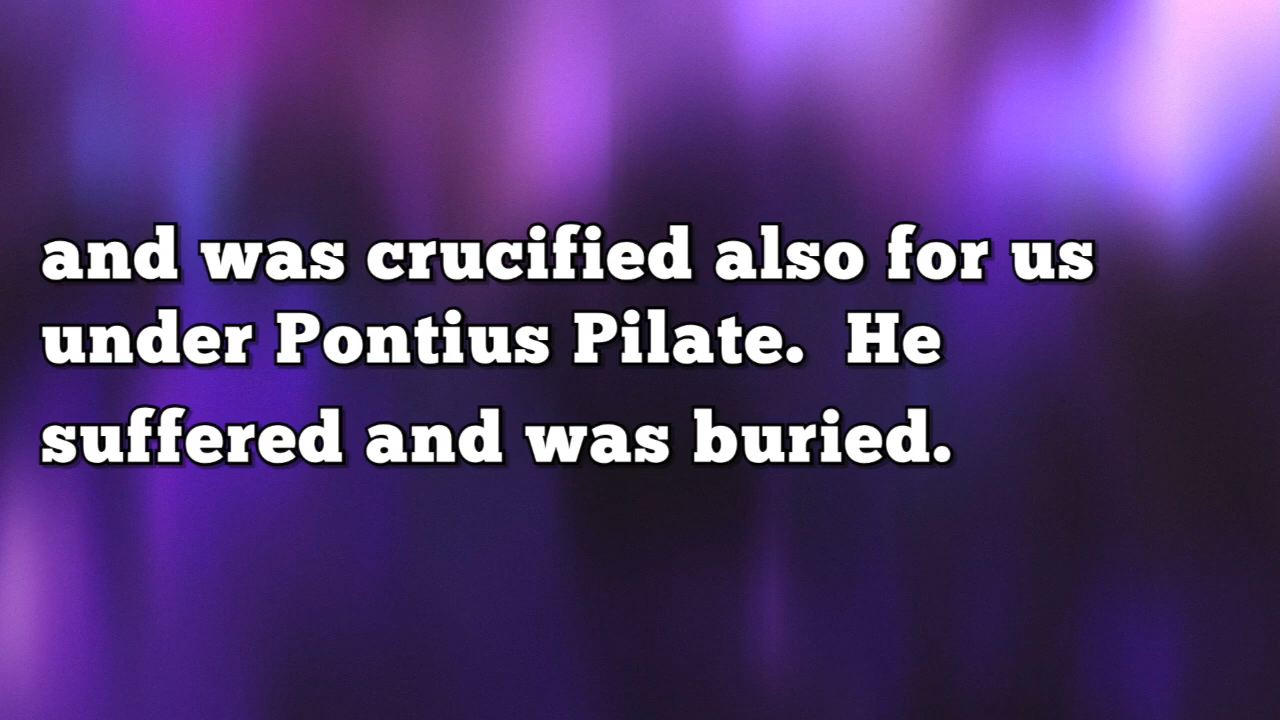 and was crucified also for us
under Pontius Pilate.  He
suffered and was buried.